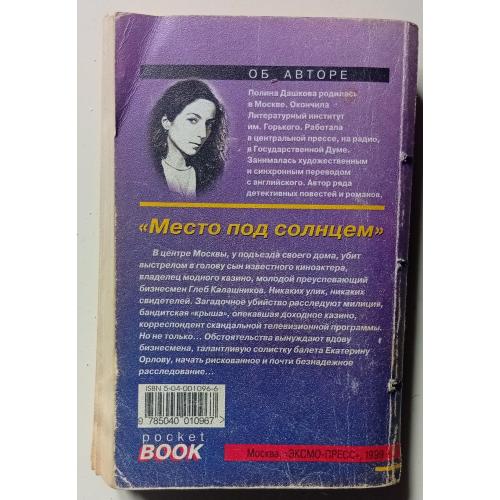 ОБ АВТОРЕ
Полина Дашкова родилась
в Москве. Окончила
Литературный институт
им. Горького. Работала
в центральной прессе, на радио,
в Государственной Думе.
Занималась художественным
и синхронным переводом
с английского. Автор ряда
детективных повестей и романов.
«Место под солнцем»
В центре Москвы, у подъезда своего дома, убит
выстрелом в голову сын известного киноактера,
владелец модного казино, молодой преуспевающий
бизнесмен Глеб Калашников. Никаких улик, никаких
свидетелей. Загадочное убийство расследуют милиция,
бандитская «крыша», опекавшая доходное казино,
корреспондент скандальной телевизионной программы.
Но не только... Обстоятельства вынуждают вдову
бизнесмена, талантливую солистку балета Екатерину
Орлову, начать рискованное и почти безнадежное
расследование...
ISBN 5-04-001096-6
9 785040 010967
pocket
BOOK
Москва, «ЭКСМО-ПРЕСС», 1999